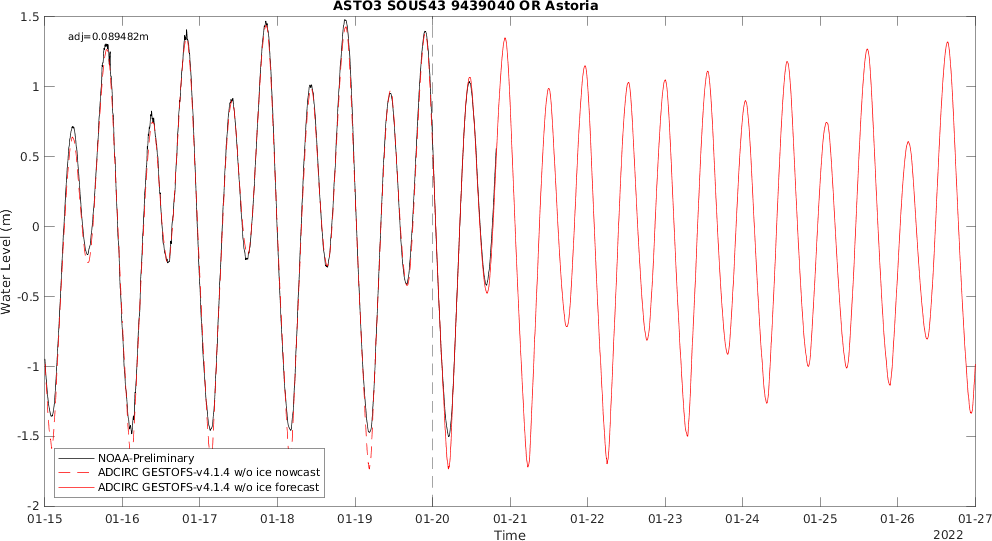 ASTO3 SOUS43 9439040 OR Astoria
adj=0.089482m
1.5
1
0.5
0
-0.5
-1
-1.5
-2
Water Level (m)
NOAA-Preliminary
ADCIRC GESTOFS-v4.1.4 w/o ice nowcast
ADCIRC GESTOFS-v4.1.4 w/o ice forecast
01-15 01-16 01-17 01-18 01-19 01-20 01-21 01-22 01-23 01-24 01-25 01-26 01-27
Time
2022